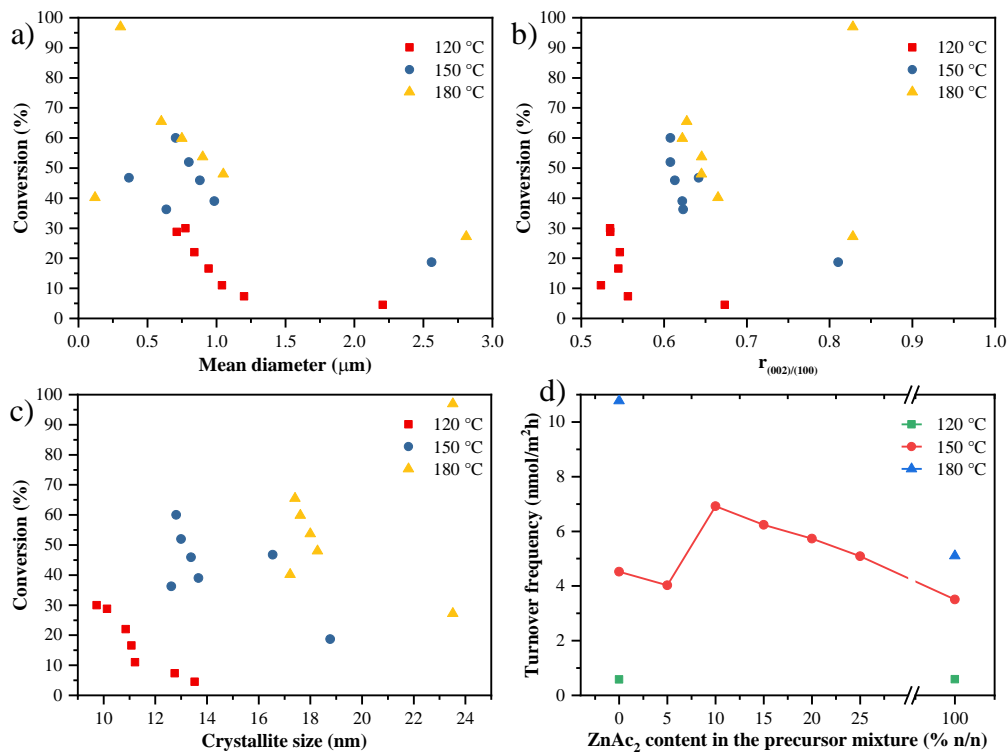 a)
100
90
80
70
60
50
40
30
20
10
0
Conversion (%)
120 °C
150 °C
180 °C
0.0 0.5 1.0 1.5 2.0 2.5 3.0
Mean diameter (μm)
b)
100
90
80
70
60
50
40
30
20
10
0
Conversion (%)
120 °C
150 °C
180 °C
0.5 0.6 0.7 0.8 0.9 1.0
r(002)/(100)
c)
100
90
80
70
60
50
40
30
20
10
0
Conversion (%)
120 °C
150 °C
180 °C
10 12 14 16 18 20 22 24
Crystallite size (nm)
d)
10
8
6
4
2
0
Turnover frequency (nmol/m²h)
120 °C
150 °C
180 °C
0 5 10 15 20 25 100
ZnAc₂ content in the precursor mixture (% n/n)